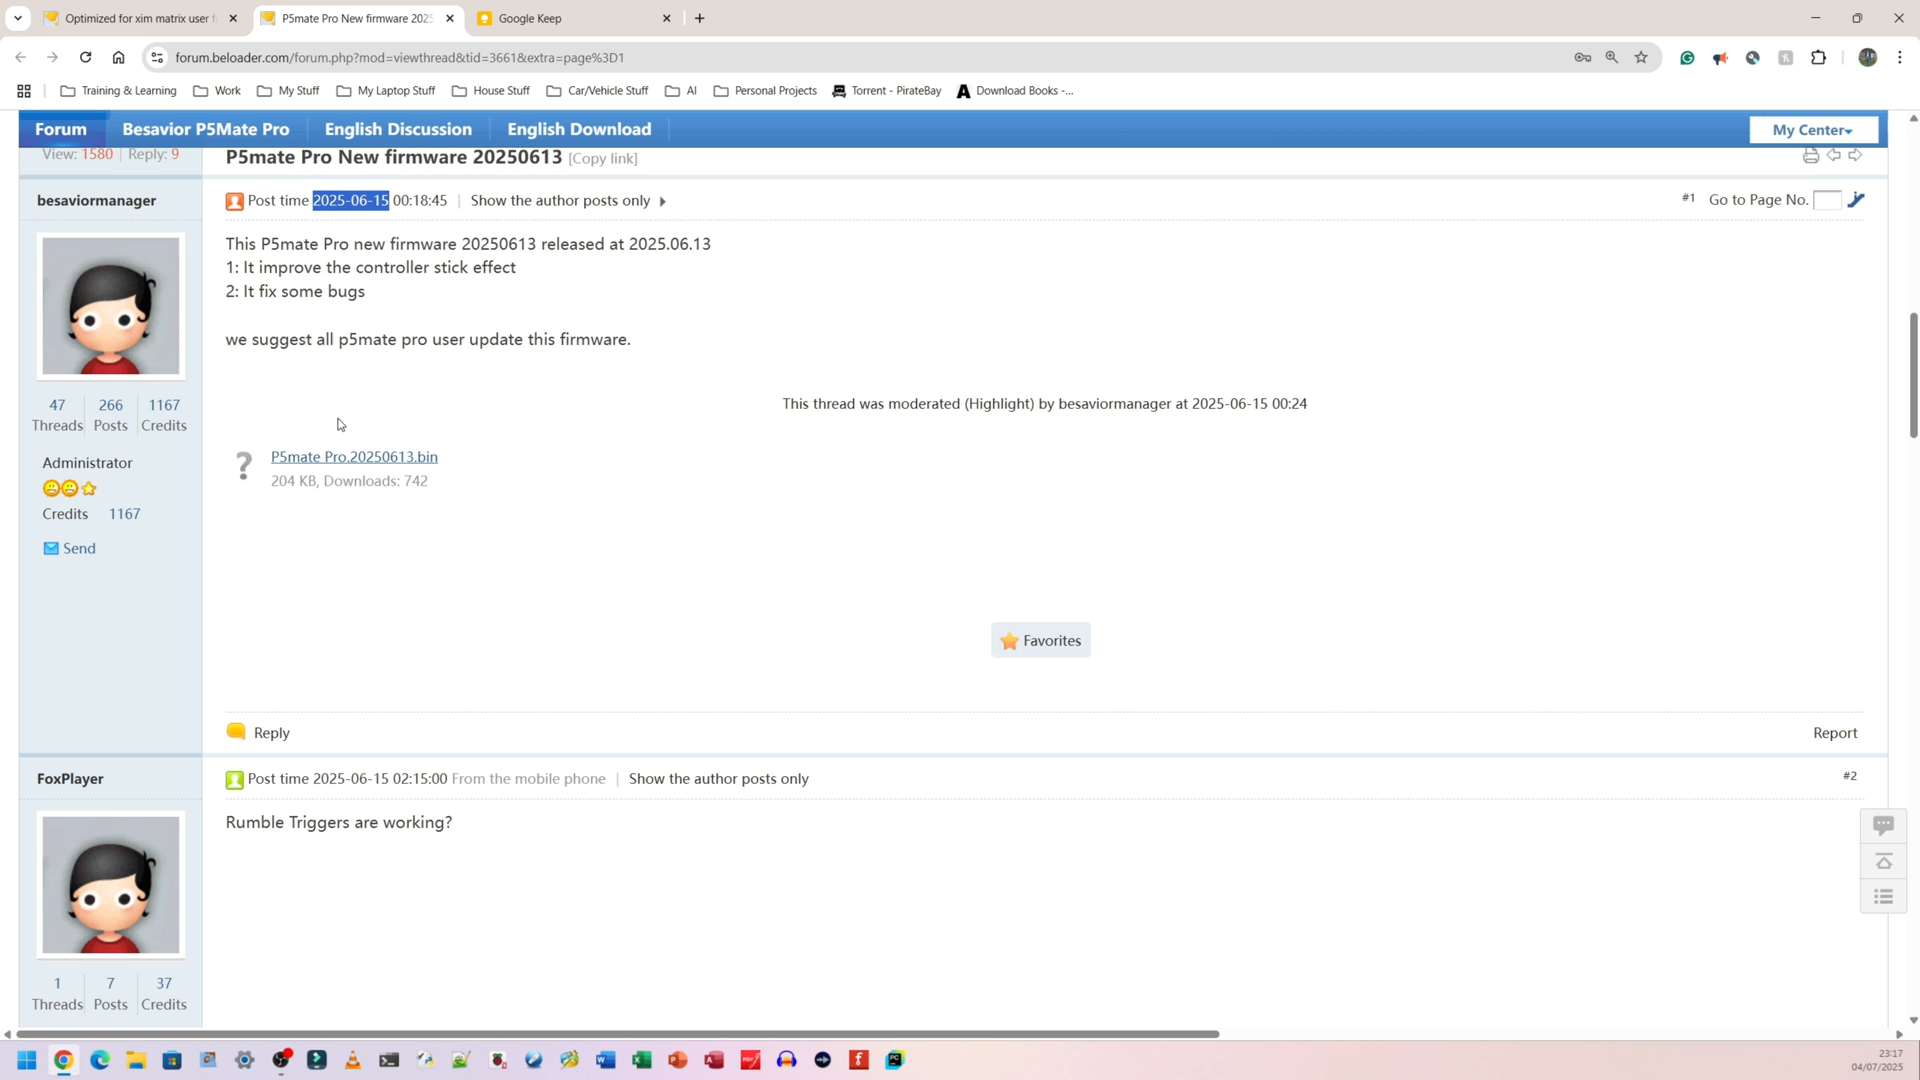 Optimized for xim matrix user f
P5mate Pro New firmware 2025
Google Keep
forum.beloader.com/forum.php?mod=viewthread&tid=3661&extra=page%3D1
Training & Learning
Work
My Stuff
My Laptop Stuff
House Stuff
Car/Vehicle Stuff
AI
Personal Projects
Torrent - PirateBay
Download Books -...
Forum
Besavior P5Mate Pro
English Discussion
English Download
My Center
View: 1580 | Reply: 9
P5mate Pro New firmware 20250613 [Copy link]
besaviormanager
Post time 2025-06-15 00:18:45 | Show the author posts only
#1 Go to Page No.
This P5mate Pro new firmware 20250613 released at 2025.06.13
1: It improve the controller stick effect
2: It fix some bugs
we suggest all p5mate pro user update this firmware.
This thread was moderated (Highlight) by besaviormanager at 2025-06-15 00:24
47 266 1167
Threads Posts Credits
Administrator
Credits 1167
Send
P5mate Pro.20250613.bin
204 KB, Downloads: 742
Favorites
Reply
Report
FoxPlayer
Post time 2025-06-15 02:15:00 From the mobile phone | Show the author posts only
#2
Rumble Triggers are working?
1 7 37
Threads Posts Credits
23:17
04/07/2025